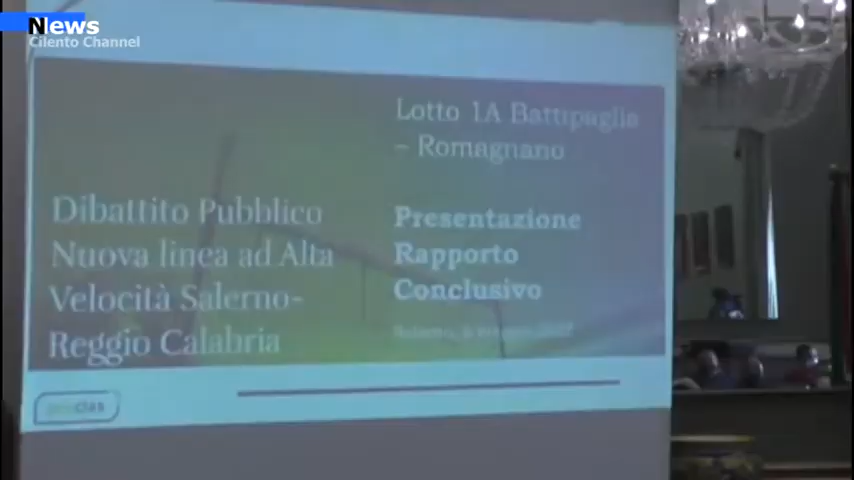 News
Cilento Channel
Lotto 1A Battipaglia
– Romagnano
Dibattito Pubblico
Nuova linea ad Alta
Velocità Salerno-
Reggio Calabria
Presentazione
Rapporto
Conclusivo